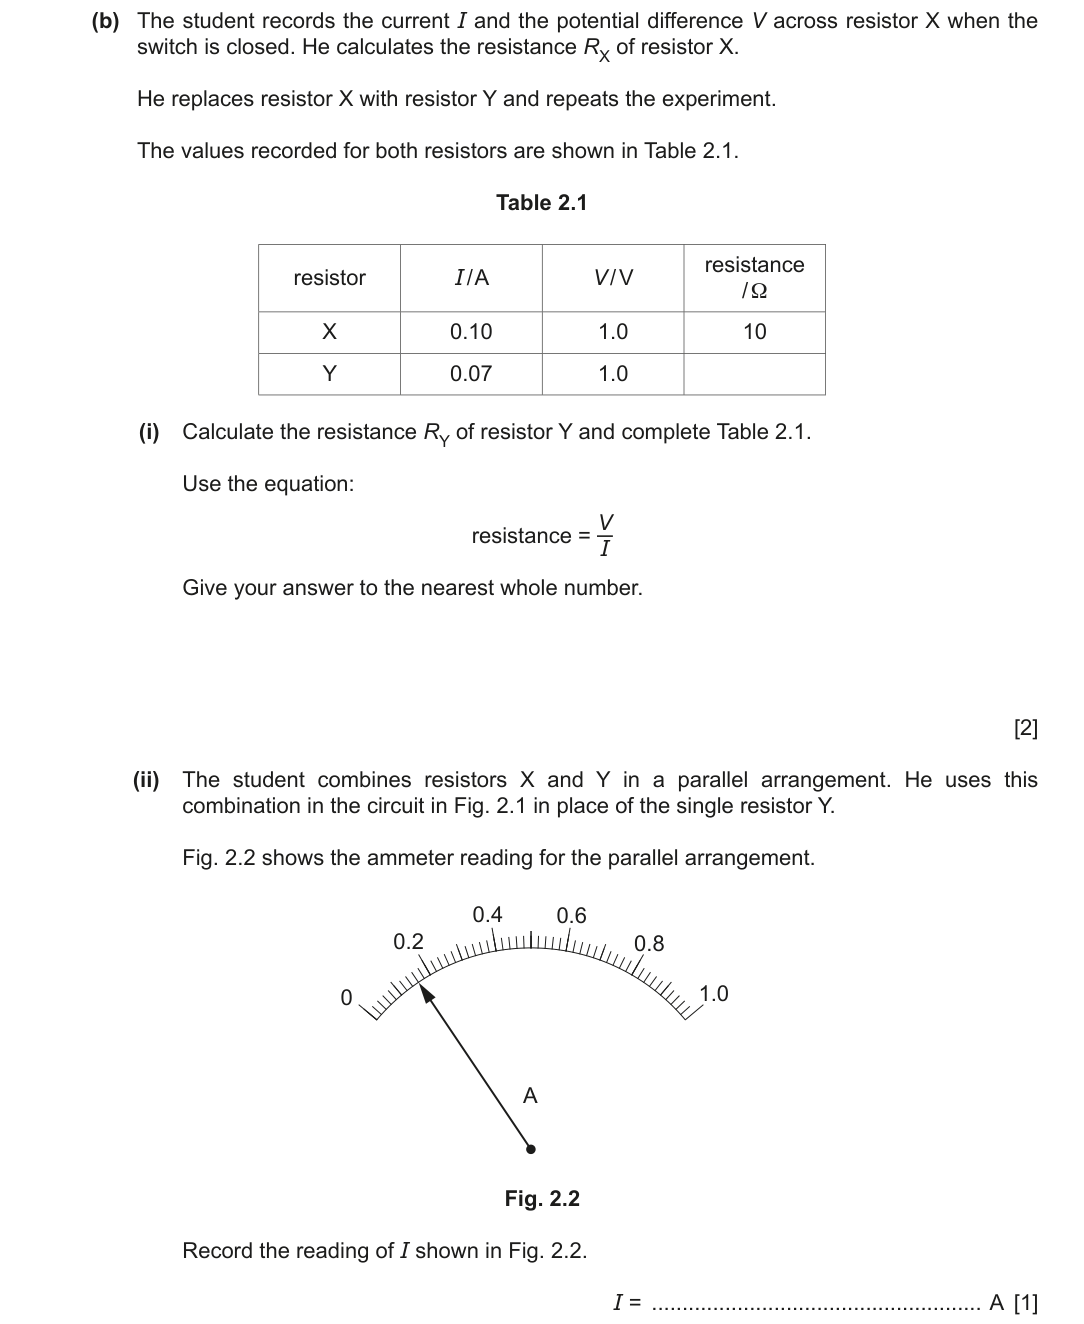 (b) The student records the current I and the potential difference V across resistor X when the
switch is closed. He calculates the resistance RX of resistor X.
He replaces resistor X with resistor Y and repeats the experiment.
The values recorded for both resistors are shown in Table 2.1.
Table 2.1
resistor I/A V/V resistance /Ω
X 0.10 1.0 10
Y 0.07 1.0
(i) Calculate the resistance RY of resistor Y and complete Table 2.1.
Use the equation:
resistance = V/I
Give your answer to the nearest whole number.
[2]
(ii) The student combines resistors X and Y in a parallel arrangement. He uses this
combination in the circuit in Fig. 2.1 in place of the single resistor Y.
Fig. 2.2 shows the ammeter reading for the parallel arrangement.
0 0.2 0.4 0.6 0.8 1.0
A
Fig. 2.2
Record the reading of I shown in Fig. 2.2.
I = ...................................................... A [1]